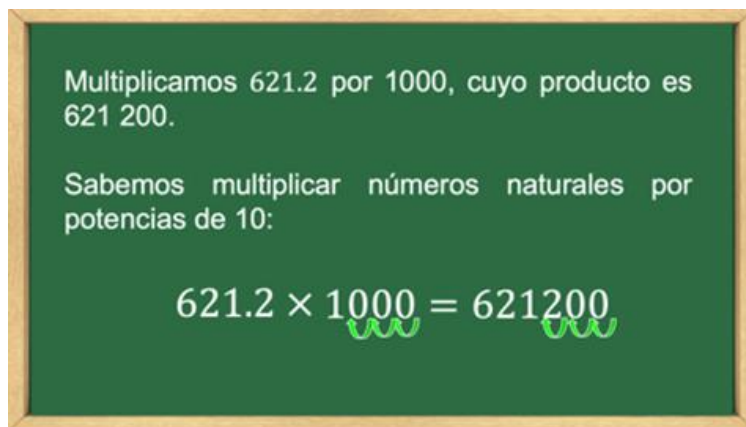 Multiplicamos 621.2 por 1000, cuyo producto es
621 200.
Sabemos multiplicar números naturales por
potencias de 10:
621.2 × 1000 = 621200